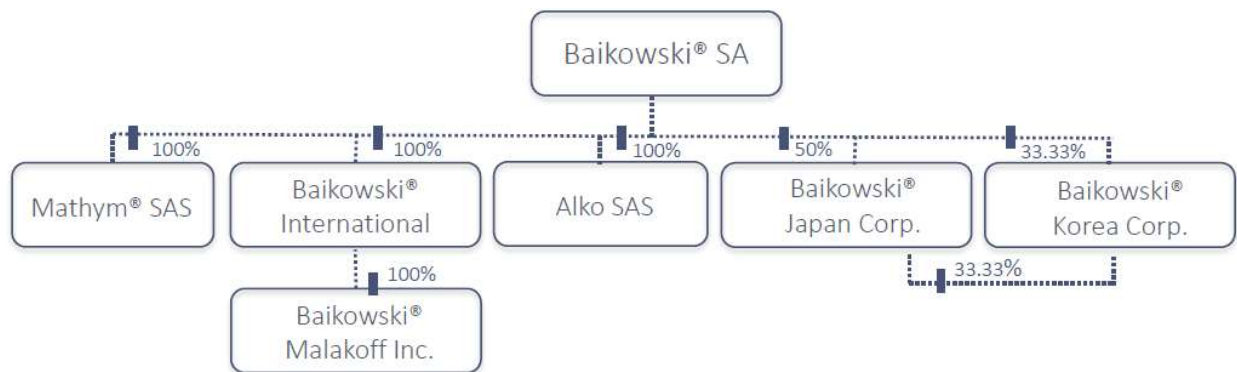 Baikowski® SA
100%
100%
100%
50%
33.33%
Mathym® SAS
Baikowski®
International
Alko SAS
Baikowski®
Japan Corp.
Baikowski®
Korea Corp.
100%
33.33%
Baikowski®
Malakoff Inc.